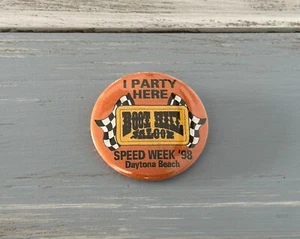 I PARTY
HERE
BOOT HILL
SALOON
SPEED WEEK '98
Daytona Beach